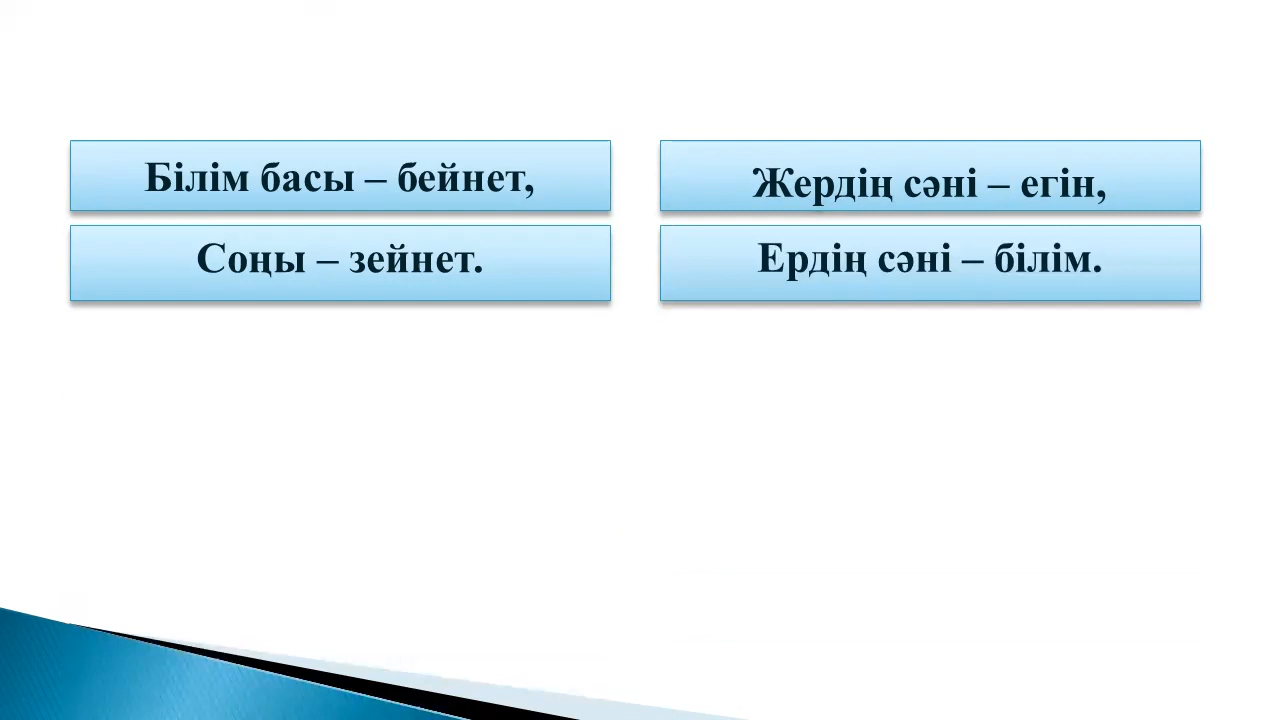 Білім басы – бейнет,
Соңы – зейнет.
Жердің сәні – егін,
Ердің сәні – білім.